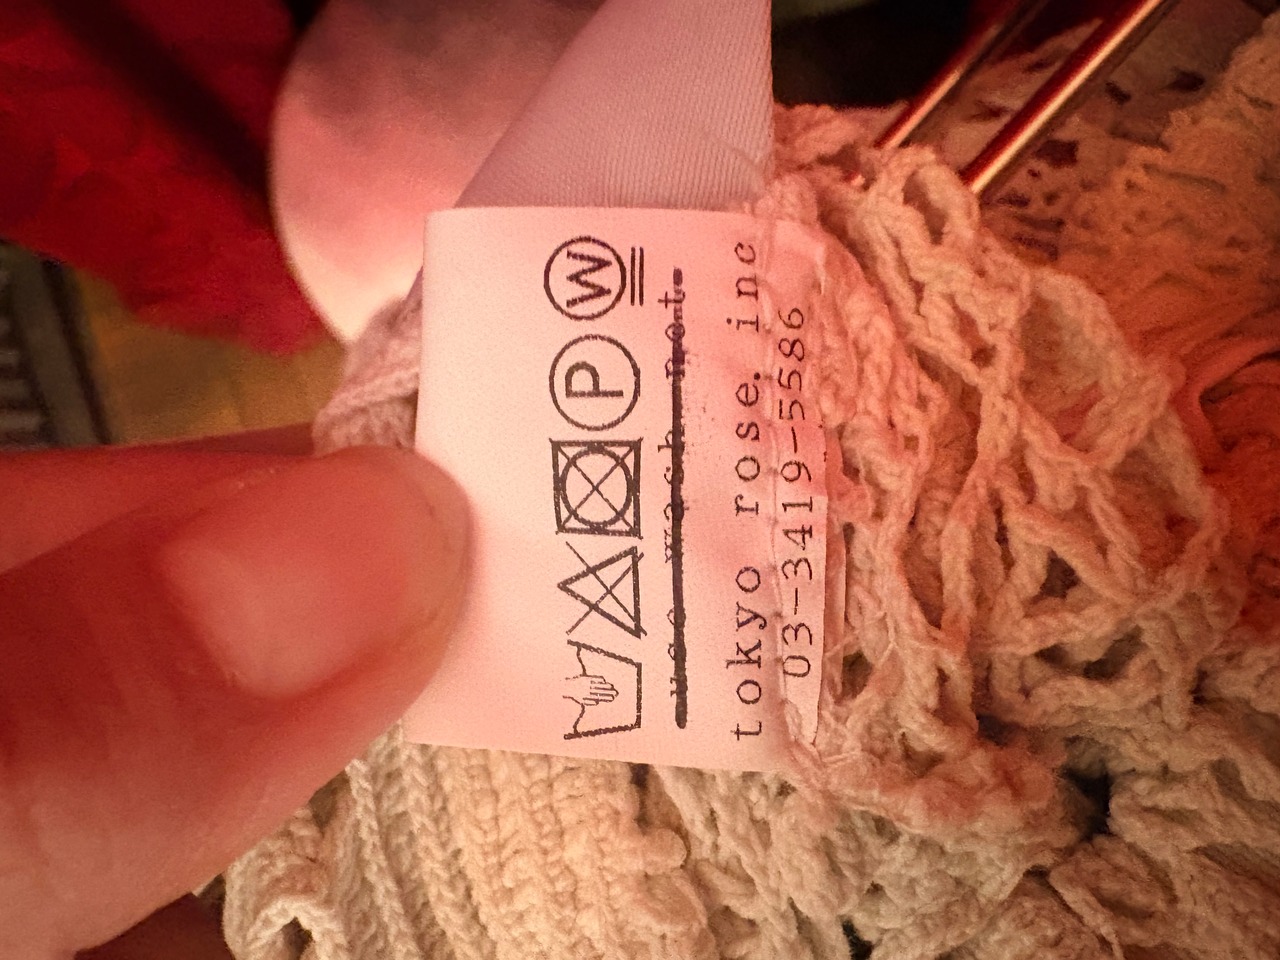 P W
Use Wash Net.
tokyo rose. inc
03-3419-5586